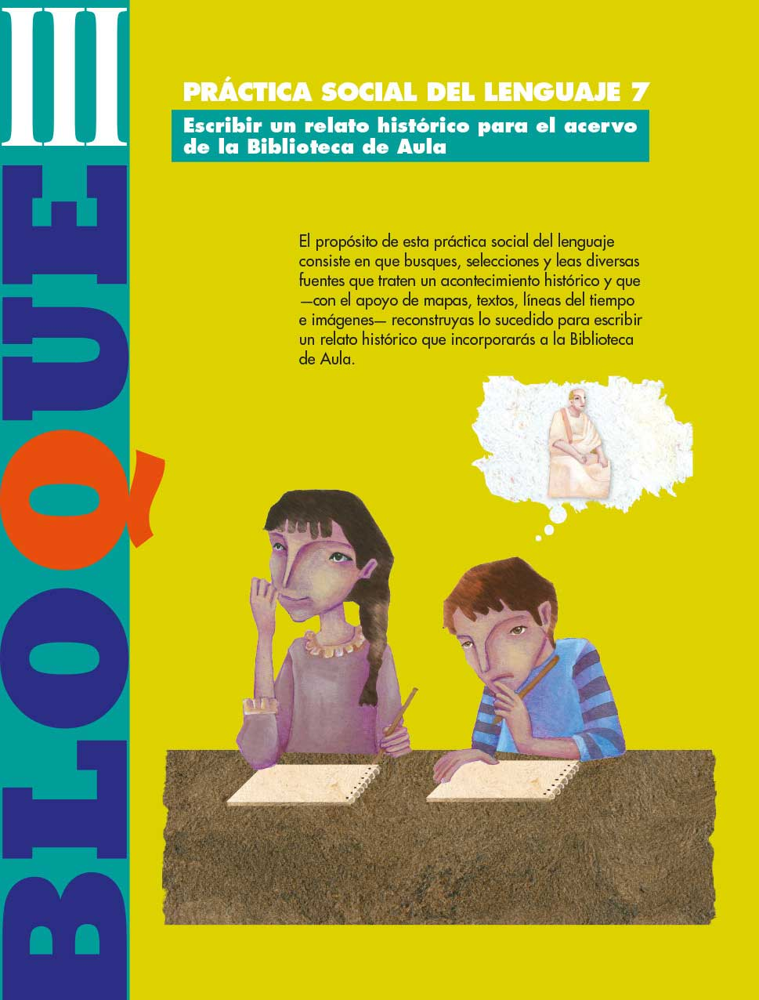 BLOQUE III
PRÁCTICA SOCIAL DEL LENGUAJE 7
Escribir un relato histórico para el acervo
de la Biblioteca de Aula
El propósito de esta práctica social del lenguaje
consiste en que busques, selecciones y leas diversas
fuentes que traten un acontecimiento histórico y que
—con el apoyo de mapas, textos, líneas del tiempo
e imágenes— reconstruyas lo sucedido para escribir
un relato histórico que incorporarás a la Biblioteca
de Aula.